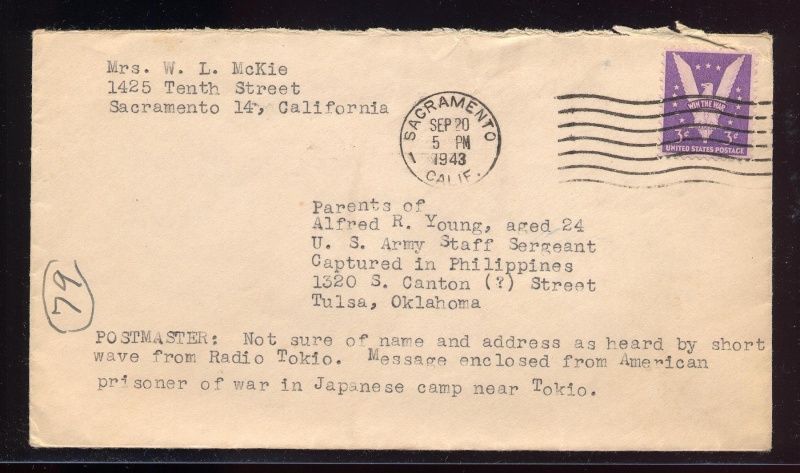 Mrs. W. L. McKie
1425 Tenth Street
Sacramento 14, California
SACRAMENTO
SEP 20
5 PM
1943
CALIF.
WIN THE WAR
3¢ 3¢
UNITED STATES POSTAGE
Parents of
Alfred R. Young, aged 24
U. S. Army Staff Sergeant
Captured in Philippines
1320 S. Canton (?) Street
Tulsa, Oklahoma
79
POSTMASTER: Not sure of name and address as heard by short
wave from Radio Tokio. Message enclosed from American
prisoner of war in Japanese camp near Tokio.